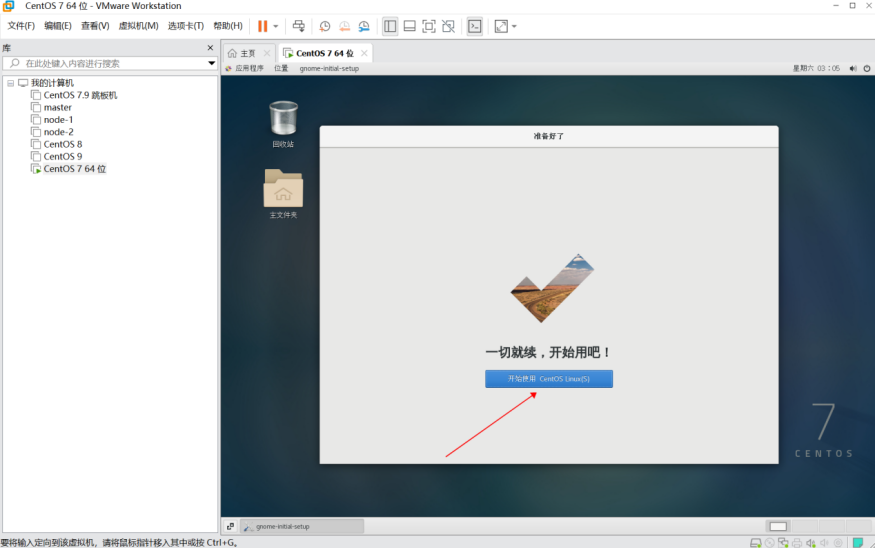 CentOS 7 64 位 - VMware Workstation
文件(F) 编辑(E) 查看(V) 虚拟机(M) 选项卡(T) 帮助(H)
库
在此处键入内容进行搜索
我的计算机
CentOS 7.9 跳板机
master
node-1
node-2
CentOS 8
CentOS 9
CentOS 7 64 位
主页 CentOS 7 64 位
应用程序 位置 gnome-initial-setup 星期六 03：05
回收站
主文件夹
准备好了
一切就续，开始用吧！
开始使用 CentOS Linux(S)
7
CENTOS
gnome-initial-setup
要将输入定向到该虚拟机，请将鼠标指针移入其中或按 Ctrl+G。